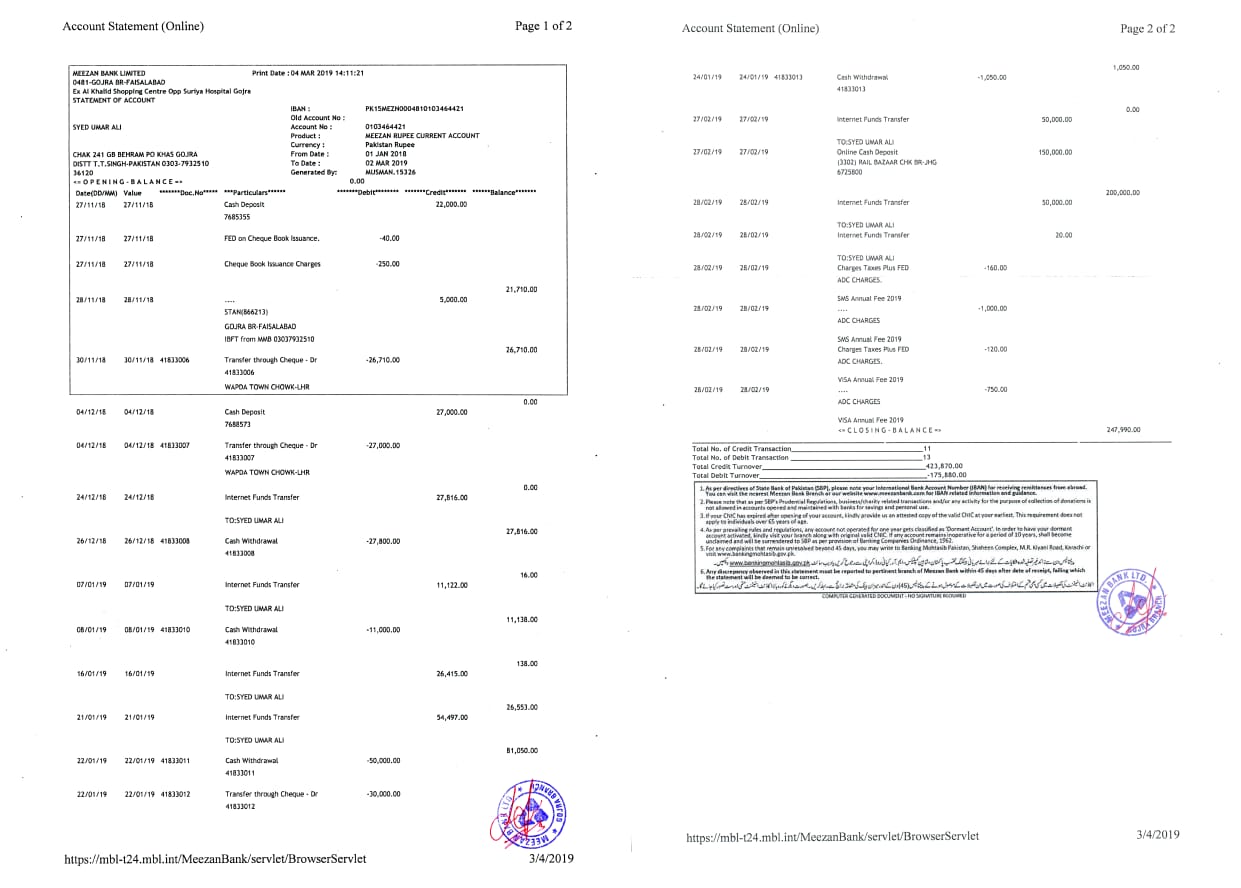 Account Statement (Online) Page 1 of 2
MEEZAN BANK LIMITED Print Date : 04 MAR 2019 14:11:21
0481-GOJRA BR-FAISALABAD
Ex Al Khalid Shopping Centre Opp Suriya Hospital Gojra
STATEMENT OF ACCOUNT
IBAN : PK15MEZN0004810103464421
Old Account No :
SYED UMAR ALI Account No : 0103464421
Product : MEEZAN RUPEE CURRENT ACCOUNT
Currency : Pakistan Rupee
CHAK 241 GB BEHRAM PO KHAS GOJRA From Date : 01 JAN 2018
DISTT T.T.SINGH-PAKISTAN 0303-7932510 To Date : 02 MAR 2019
36120 Generated By: MUSMAN.15326
<= O P E N I N G - B A L A N C E => 0.00
Date(DD/MM) Value *******Doc.No***** ***Particulars****** *******Debit******** *******Credit******* ******Balance*******
27/11/18 27/11/18 Cash Deposit 22,000.00
7685355
27/11/18 27/11/18 FED on Cheque Book Issuance. -40.00
27/11/18 27/11/18 Cheque Book Issuance Charges -250.00
21,710.00
28/11/18 28/11/18 .... 5,000.00
STAN(866213)
GOJRA BR-FAISALABAD
IBFT from MMB 03037932510
26,710.00
30/11/18 30/11/18 41833006 Transfer through Cheque - Dr -26,710.00
41833006
WAPDA TOWN CHOWK-LHR
0.00
04/12/18 04/12/18 Cash Deposit 27,000.00
7688573
04/12/18 04/12/18 41833007 Transfer through Cheque - Dr -27,000.00
41833007
WAPDA TOWN CHOWK-LHR
0.00
24/12/18 24/12/18 Internet Funds Transfer 27,816.00
TO:SYED UMAR ALI
27,816.00
26/12/18 26/12/18 41833008 Cash Withdrawal -27,800.00
41833008
16.00
07/01/19 07/01/19 Internet Funds Transfer 11,122.00
TO:SYED UMAR ALI
11,138.00
08/01/19 08/01/19 41833010 Cash Withdrawal -11,000.00
41833010
138.00
16/01/19 16/01/19 Internet Funds Transfer 26,415.00
TO:SYED UMAR ALI
26,553.00
21/01/19 21/01/19 Internet Funds Transfer 54,497.00
TO:SYED UMAR ALI
81,050.00
22/01/19 22/01/19 41833011 Cash Withdrawal -50,000.00
41833011
22/01/19 22/01/19 41833012 Transfer through Cheque - Dr -30,000.00
41833012
MEEZAN BANK LTD. GOJRA BRANCH
https://mbl-t24.mbl.int/MeezanBank/servlet/BrowserServlet 3/4/2019
Account Statement (Online) Page 2 of 2
1,050.00
24/01/19 24/01/19 41833013 Cash Withdrawal -1,050.00
41833013
0.00
27/02/19 27/02/19 Internet Funds Transfer 50,000.00
TO:SYED UMAR ALI
27/02/19 27/02/19 Online Cash Deposit 150,000.00
(3302) RAIL BAZAAR CHK BR-JHG
6725800
200,000.00
28/02/19 28/02/19 Internet Funds Transfer 50,000.00
TO:SYED UMAR ALI
28/02/19 28/02/19 Internet Funds Transfer 20.00
TO:SYED UMAR ALI
28/02/19 28/02/19 Charges Taxes Plus FED -160.00
ADC CHARGES.
SMS Annual Fee 2019
28/02/19 28/02/19 .... -1,000.00
ADC CHARGES
SMS Annual Fee 2019
28/02/19 28/02/19 Charges Taxes Plus FED -120.00
ADC CHARGES.
VISA Annual Fee 2019
28/02/19 28/02/19 .... -750.00
ADC CHARGES
VISA Annual Fee 2019
<= C L O S I N G - B A L A N C E => 247,990.00
Total No. of Credit Transaction 11
Total No. of Debit Transaction 13
Total Credit Turnover 423,870.00
Total Debit Turnover -175,880.00
1. As per directives of State Bank of Pakistan (SBP), please note your International Bank Account Number (IBAN) for receiving remittances from abroad.
You can visit the nearest Meezan Bank Branch or our website www.meezanbank.com for IBAN related information and guidance.
2. Please note that as per SBP's Prudential Regulations, business/charity related transactions and/or any activity for the purpose of collection of donations is
not allowed in accounts opened and maintained with banks for savings and personal use.
3. If your CNIC has expired after opening of your account, kindly provide us an attested copy of the valid CNIC at your earliest. This requirement does not
apply to individuals over 65 years of age.
4. As per prevailing rules and regulations, any account not operated for one year gets classified as 'Dormant Account'. In order to have your dormant
account activated, kindly visit your branch along with original valid CNIC. If any account remains inoperative for a period of 10 years, shall become
unclaimed and will be surrendered to SBP as per provision of Banking Companies Ordinance, 1962.
5. For any complaints that remain unresolved beyond 45 days, you may write to Banking Mohtasib Pakistan, Shaheen Complex, M.R. Kiyani Road, Karachi or
visit www.bankingmohtasib.gov.pk.
www.bankingmohtasib.gov.pk
6. Any discrepancy observed in this statement must be reported to pertinent branch of Meezan Bank within 45 days after date of receipt, failing which
the statement will be deemed to be correct.
COMPUTER GENERATED DOCUMENT - NO SIGNATURE REQUIRED
MEEZAN BANK LTD. GOJRA BRANCH
https://mbl-t24.mbl.int/MeezanBank/servlet/BrowserServlet 3/4/2019